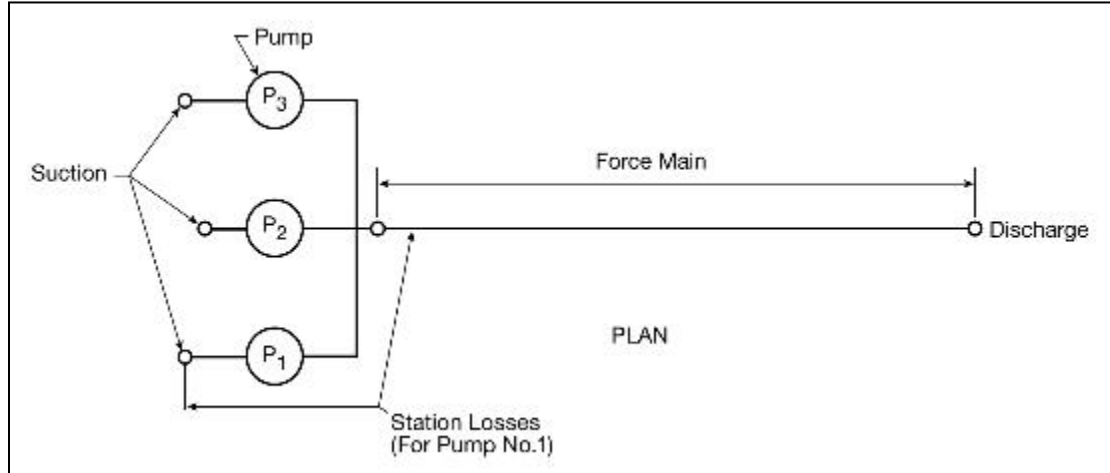 Pump
P3
Suction
Force Main
P2
Discharge
PLAN
P1
Station Losses
(For Pump No.1)